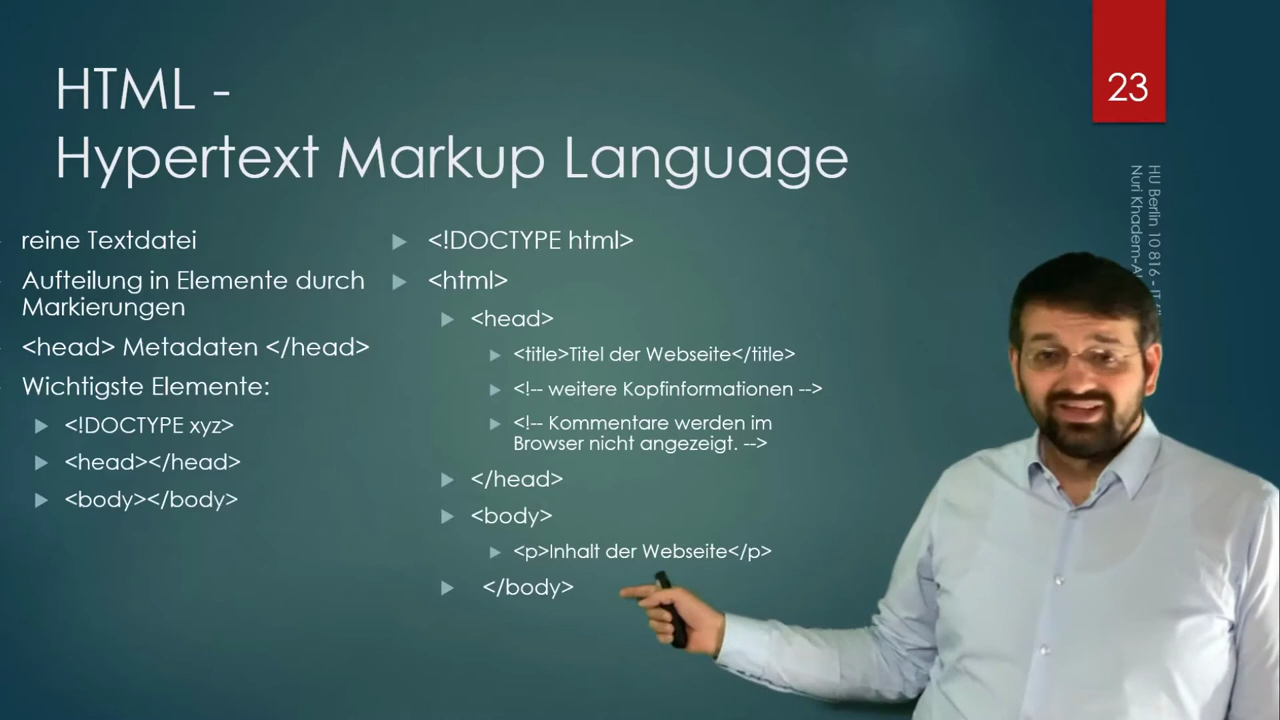 HTML -
Hypertext Markup Language
23
HU Berlin 10 816 - IT
Nuri Khadem-Al
reine Textdatei
Aufteilung in Elemente durch
Markierungen
<head> Metadaten </head>
Wichtigste Elemente:
<!DOCTYPE xyz>
<head></head>
<body></body>
<!DOCTYPE html>
<html>
<head>
<title>Titel der Webseite</title>
<!-- weitere Kopfinformationen -->
<!-- Kommentare werden im
Browser nicht angezeigt. -->
</head>
<body>
<p>Inhalt der Webseite</p>
</body>